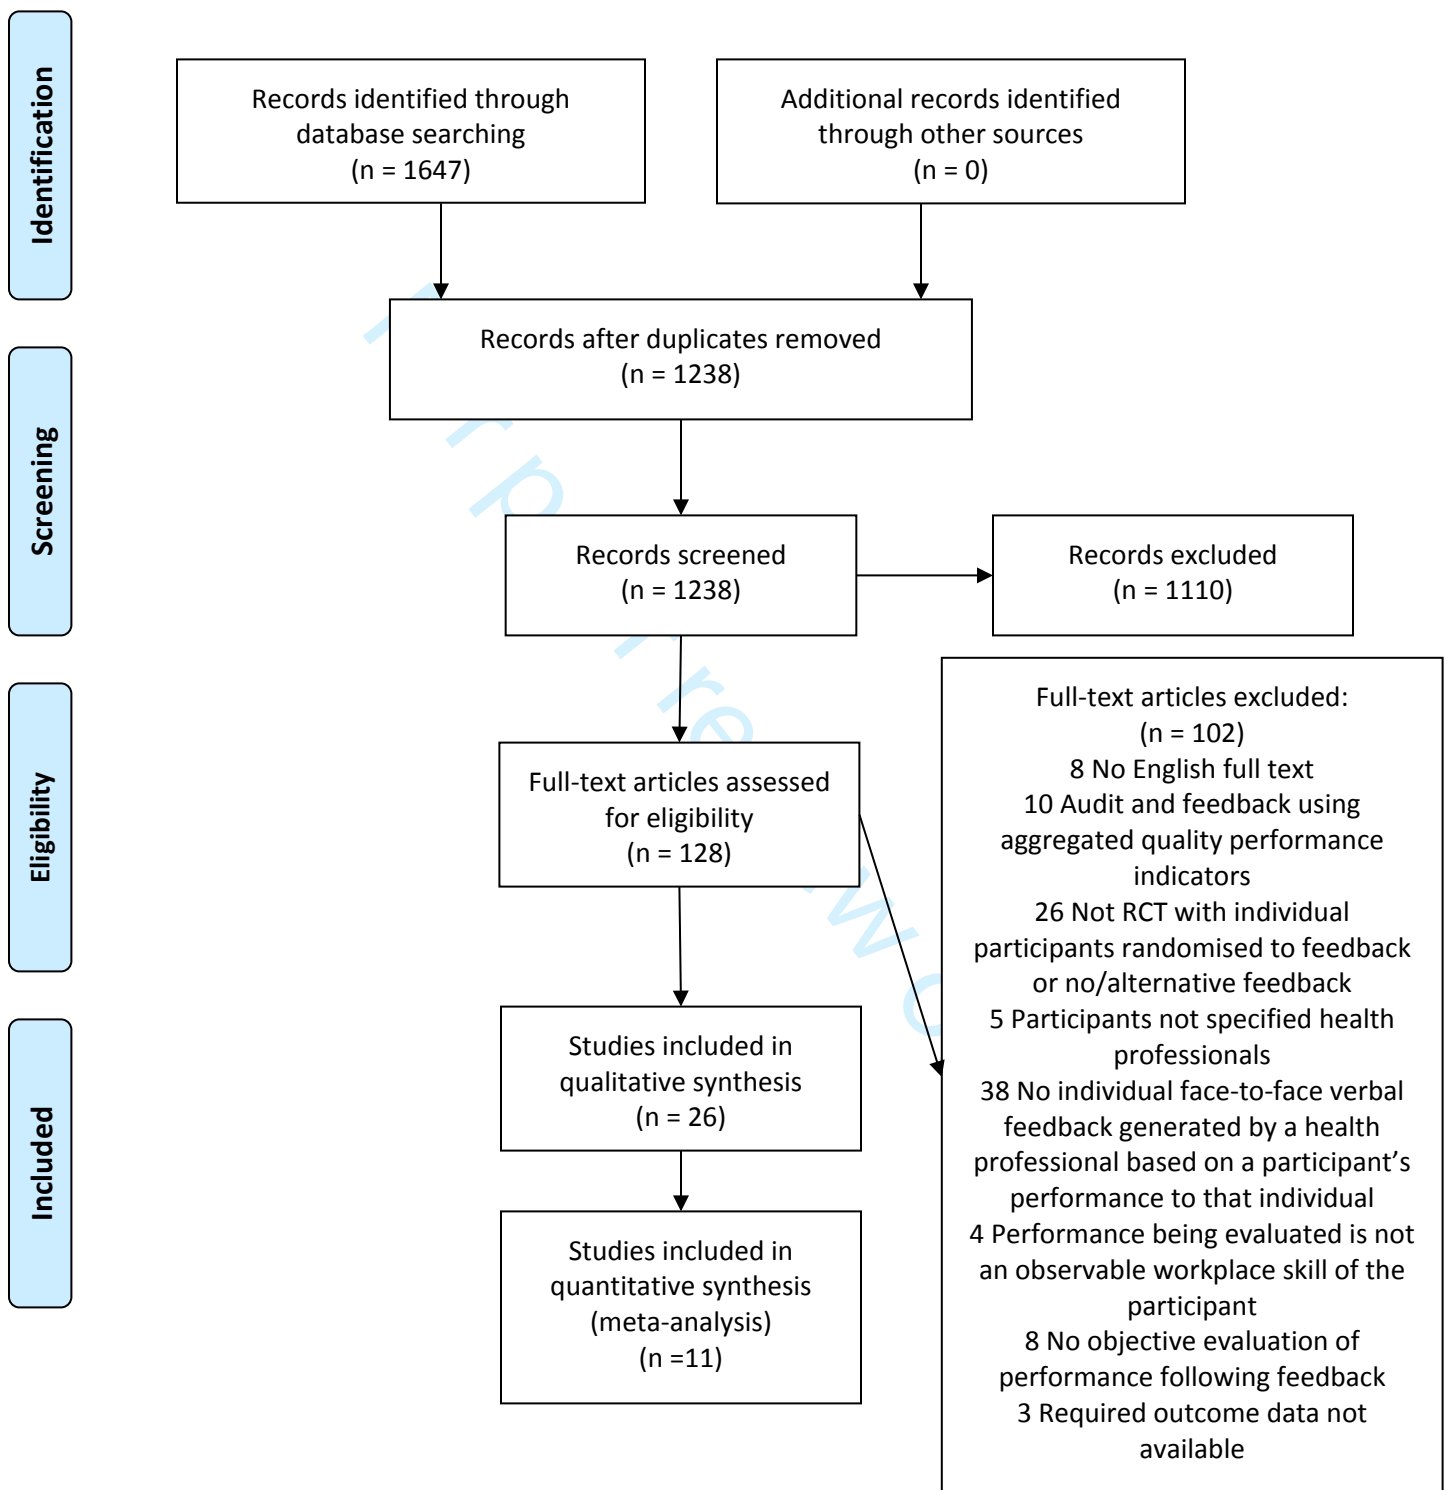 Identification
Records identified through
database searching
(n = 1647)
Additional records identified
through other sources
(n = 0)
Records after duplicates removed
(n = 1238)
Screening
Records screened
(n = 1238)
Records excluded
(n = 1110)
Eligibility
Full-text articles assessed
for eligibility
(n = 128)
Full-text articles excluded:
(n = 102)
8 No English full text
10 Audit and feedback using
aggregated quality performance
indicators
26 Not RCT with individual
participants randomised to feedback
or no/alternative feedback
5 Participants not specified health
professionals
38 No individual face-to-face verbal
feedback generated by a health
professional based on a participant's
performance to that individual
4 Performance being evaluated is not
an observable workplace skill of the
participant
8 No objective evaluation of
performance following feedback
3 Required outcome data not
available
Included
Studies included in
qualitative synthesis
(n = 26)
Studies included in
quantitative synthesis
(meta-analysis)
(n =11)